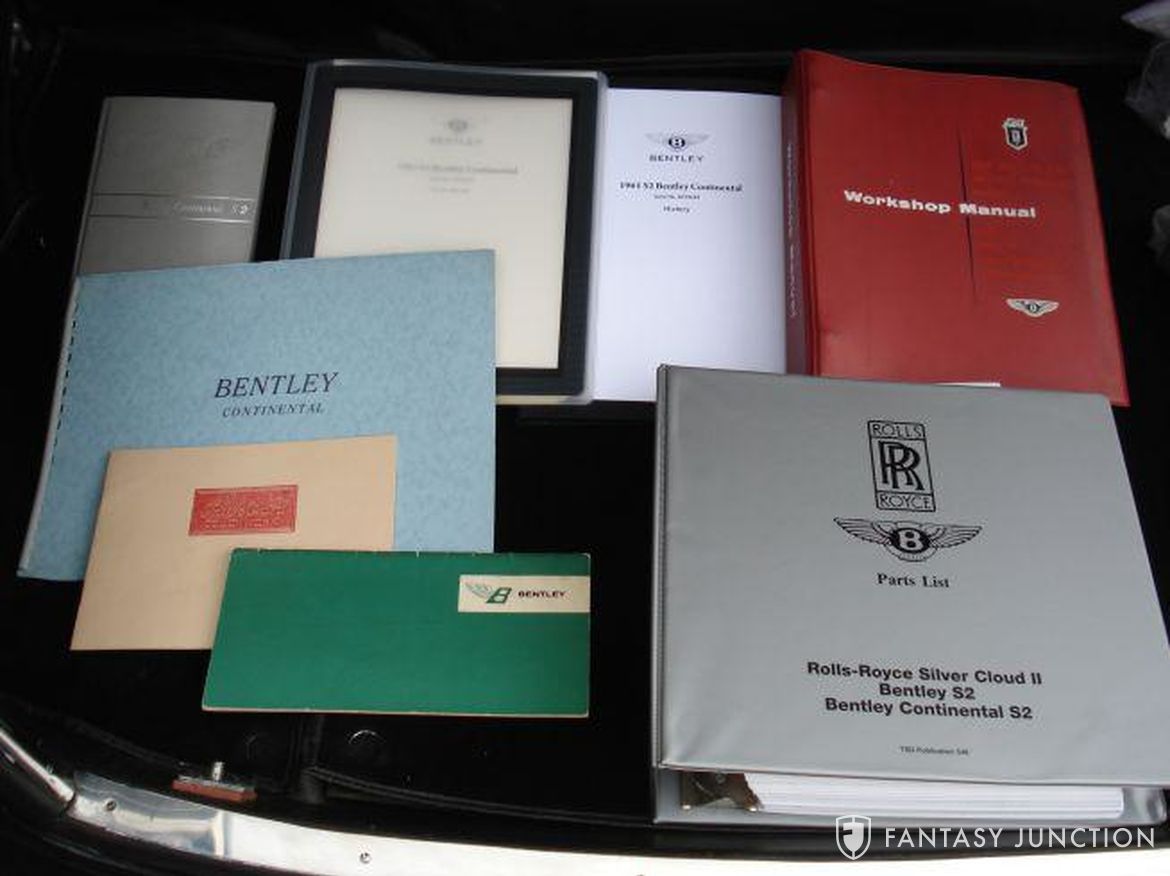 Continental S2
BENTLEY
BENTLEY
1961 S2 Bentley Continental
History
Workshop Manual
BENTLEY
CONTINENTAL
BENTLEY
ROLLS
RR
ROYCE
B
Parts List
Rolls-Royce Silver Cloud II
Bentley S2
Bentley Continental S2
FANTASY JUNCTION